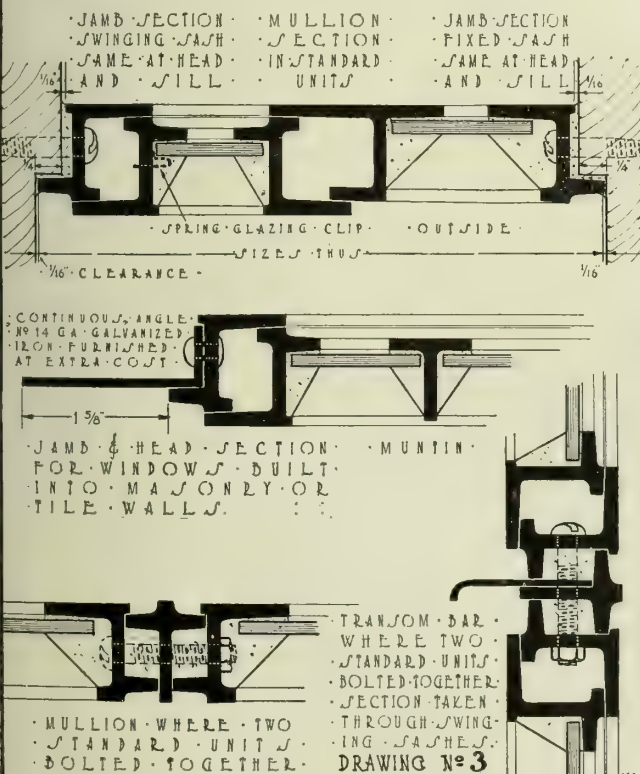 ·JAMB·SECTION·
·SWINGING·SASH·
·SAME·AT·HEAD·
·AND·SILL·
·MULLION·
·SECTION·
·IN·STANDARD·
UNITS
·JAMB·SECTION·
·FIXED·SASH·
·SAME·AT·HEAD·
·AND·SILL·
1/16"
1/16
1/4
1/4
·SPRING·GLAZING·CLIP·
·OUTSIDE·
SIZES·THUS
1/16"·CLEARANCE·
1/16"
·CONTINUOUS·ANGLE·
Nº 14 GA·GALVANIZED·
IRON·FURNISHED·
AT EXTRA·COST·
1 5/8"
·JAMB·&·HEAD·SECTION·
FOR·WINDOWS·BUILT·
·INTO·MASONRY·OR
·TILE·WALLS.
·MUNTIN·
·MULLION·WHERE·TWO
·STANDARD·UNITS·
·BOLTED·TOGETHER·
·TRANSOM·BAR·
WHERE TWO·
·STANDARD·UNITS·
·BOLTED·TOGETHER·
·SECTION·TAKEN·
·THROUGH·SWING-
·ING·SASHES·
DRAWING Nº 3